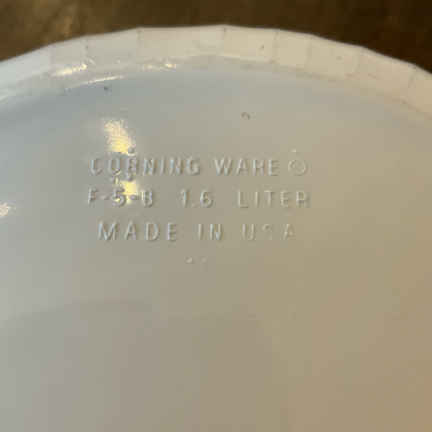 CORNING WARE ®
F-5-B 1.6 LITER
MADE IN USA